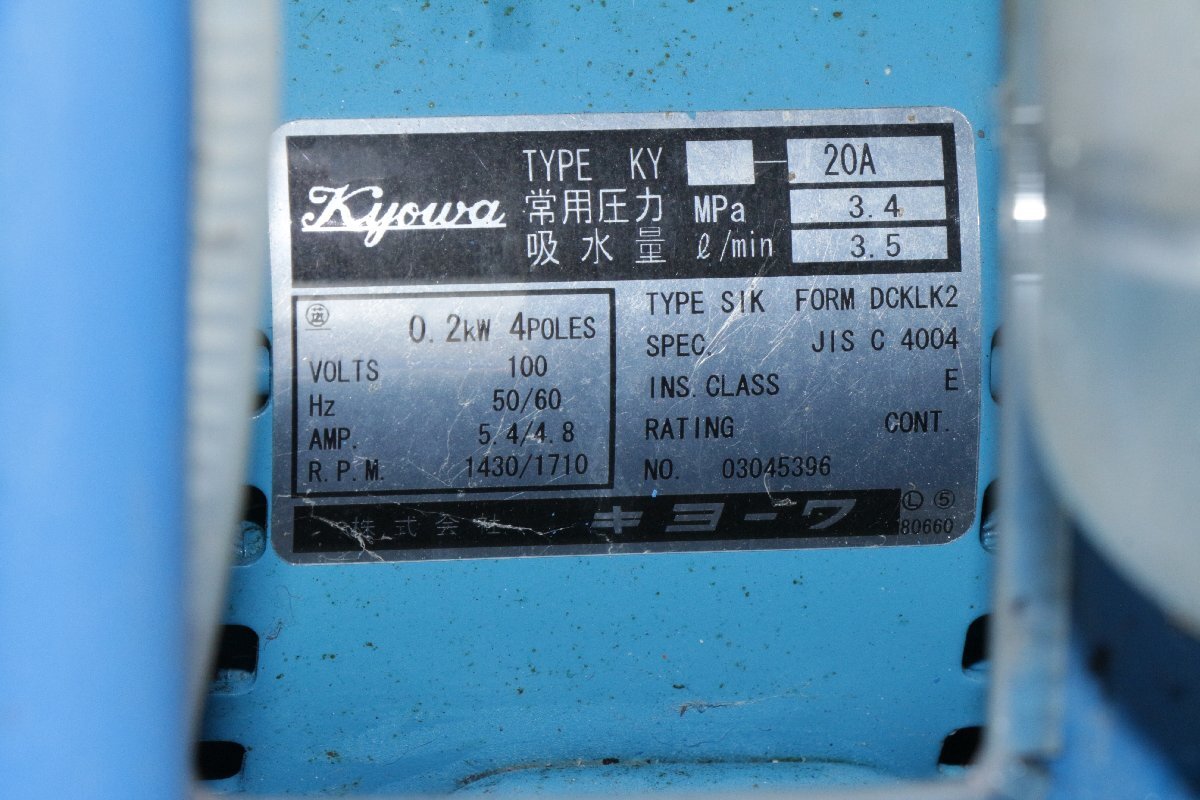 Kyowa
TYPE KY - 20A
常用圧力 MPa 3.4
吸水量 ℓ/min 3.5
0.2kW 4POLES
VOLTS 100
Hz 50/60
AMP. 5.4/4.8
R.P.M. 1430/1710
TYPE SIK FORM DCKLK2
SPEC. JIS C 4004
INS.CLASS E
RATING CONT.
NO. 03045396
株式会社 キヨーワ
Ⓛ ⑤
80660